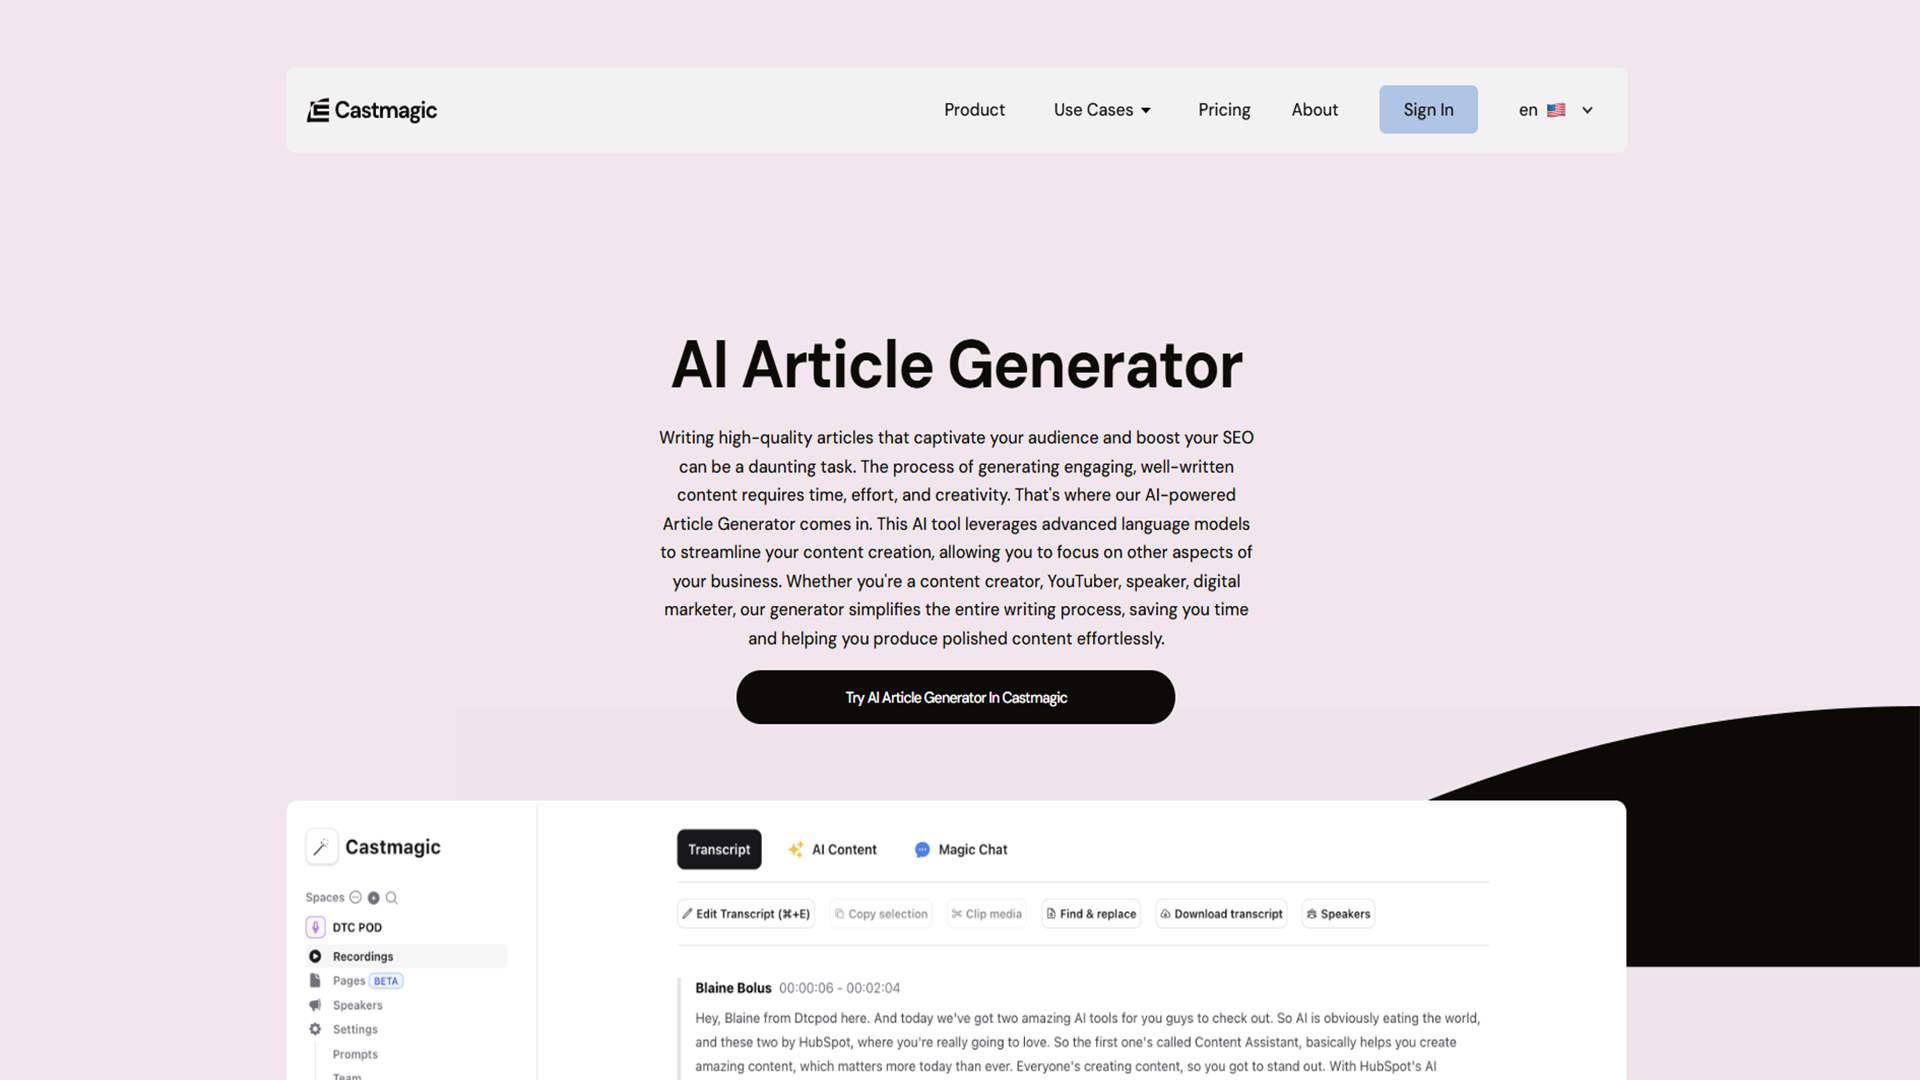 Castmagic
Product
Use Cases
Pricing
About
Sign In
en
AI Article Generator
Writing high-quality articles that captivate your audience and boost your SEO
can be a daunting task. The process of generating engaging, well-written
content requires time, effort, and creativity. That's where our AI-powered
Article Generator comes in. This AI tool leverages advanced language models
to streamline your content creation, allowing you to focus on other aspects of
your business. Whether you're a content creator, YouTuber, speaker, digital
marketer, our generator simplifies the entire writing process, saving you time
and helping you produce polished content effortlessly.
Try AI Article Generator In Castmagic
Castmagic
Spaces
DTC POD
Recordings
Pages BETA
Speakers
Settings
Prompts
Team
Transcript
AI Content
Magic Chat
Edit Transcript (⌘+E)
Copy selection
Clip media
Find & replace
Download transcript
Speakers
Blaine Bolus 00:00:06 - 00:02:04
Hey, Blaine from Dtcpod here. And today we've got two amazing AI tools for you guys to check out. So AI is obviously eating the world,
and these two by HubSpot, where you're really going to love. So the first one's called Content Assistant, basically helps you create
amazing content, which matters more today than ever. Everyone's creating content, so you got to stand out. With HubSpot's AI